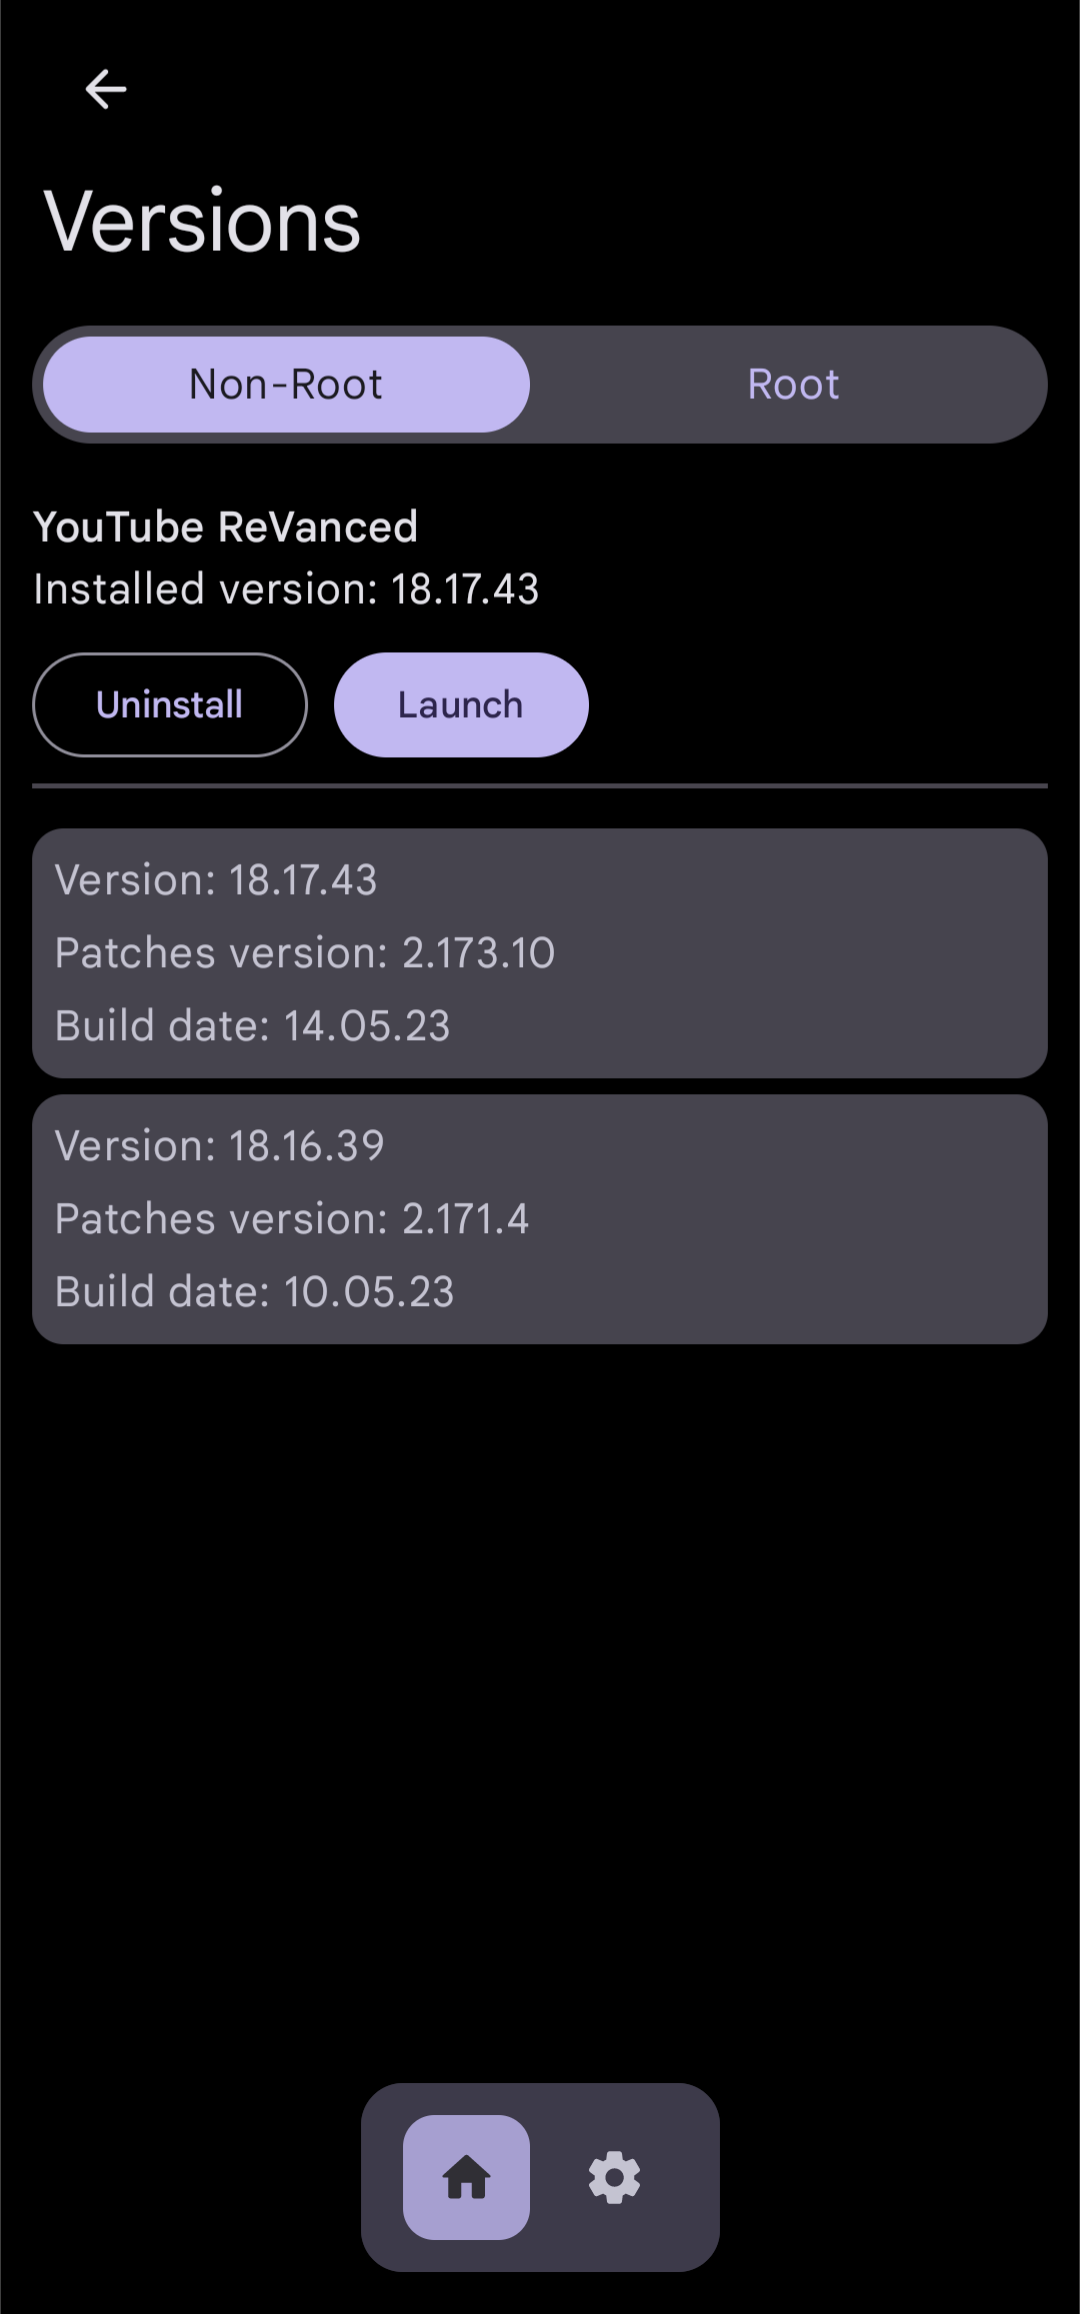 Versions
Non-Root
Root
YouTube ReVanced
Installed version: 18.17.43
Uninstall
Launch
Version: 18.17.43
Patches version: 2.173.10
Build date: 14.05.23
Version: 18.16.39
Patches version: 2.171.4
Build date: 10.05.23